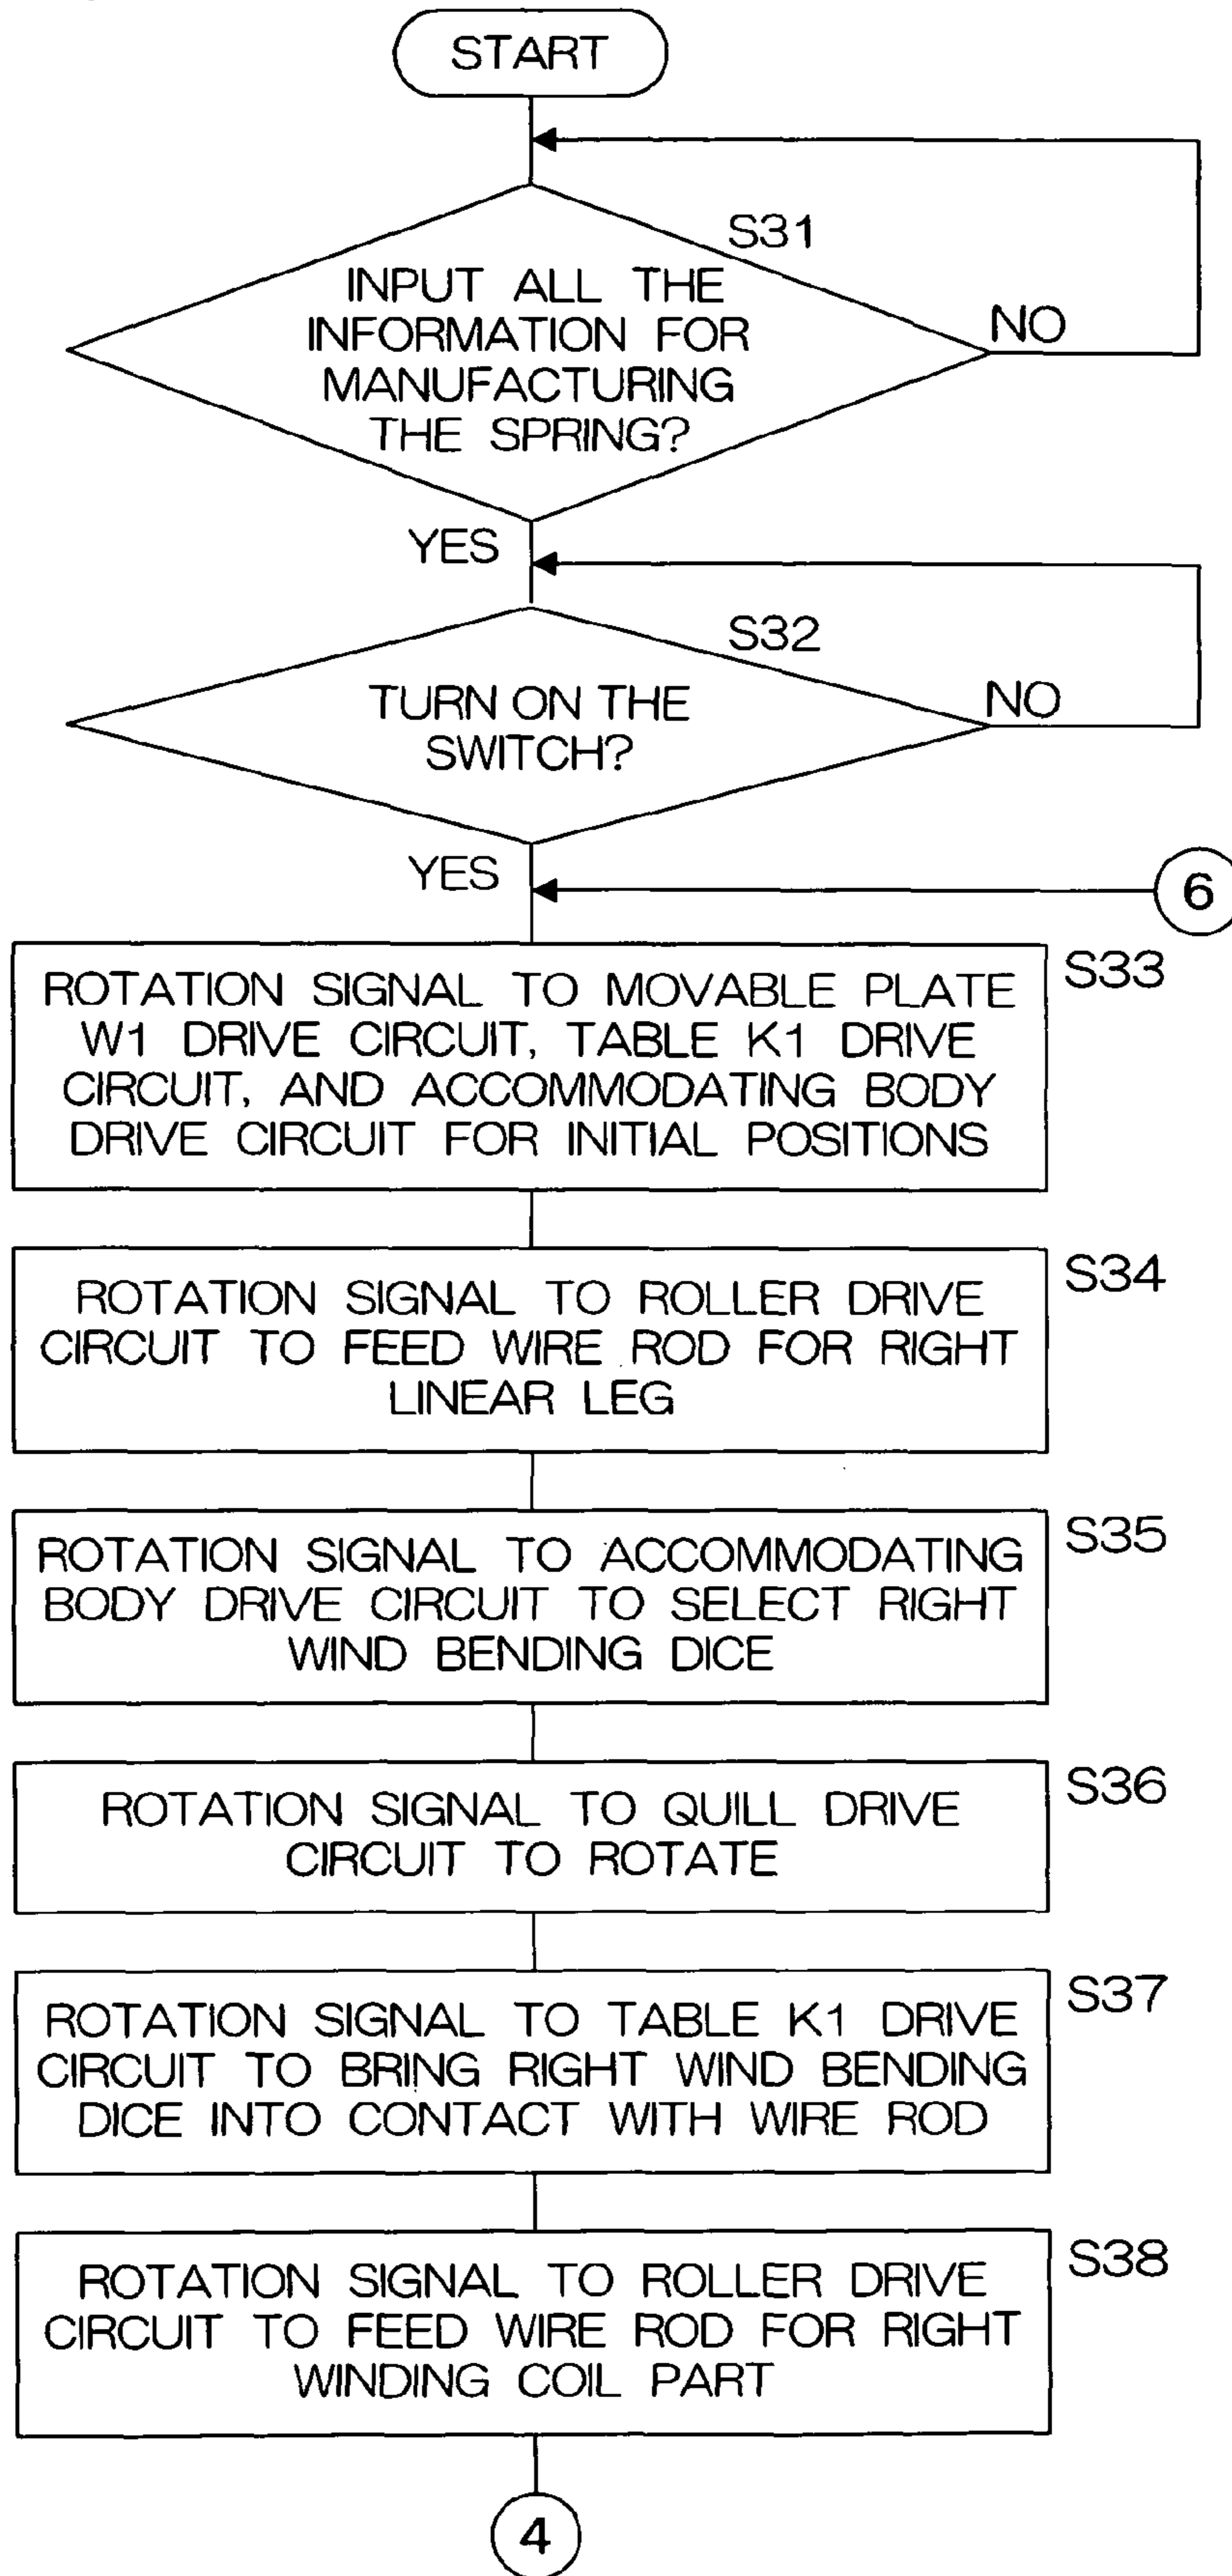 START
S31
INPUT ALL THE
INFORMATION FOR
MANUFACTURING
THE SPRING?
NO
YES
S32
TURN ON THE
SWITCH?
NO
YES
6
S33
ROTATION SIGNAL TO MOVABLE PLATE
W1 DRIVE CIRCUIT, TABLE K1 DRIVE
CIRCUIT, AND ACCOMMODATING BODY
DRIVE CIRCUIT FOR INITIAL POSITIONS
S34
ROTATION SIGNAL TO ROLLER DRIVE
CIRCUIT TO FEED WIRE ROD FOR RIGHT
LINEAR LEG
S35
ROTATION SIGNAL TO ACCOMMODATING
BODY DRIVE CIRCUIT TO SELECT RIGHT
WIND BENDING DICE
S36
ROTATION SIGNAL TO QUILL DRIVE
CIRCUIT TO ROTATE
S37
ROTATION SIGNAL TO TABLE K1 DRIVE
CIRCUIT TO BRING RIGHT WIND BENDING
DICE INTO CONTACT WITH WIRE ROD
S38
ROTATION SIGNAL TO ROLLER DRIVE
CIRCUIT TO FEED WIRE ROD FOR RIGHT
WINDING COIL PART
4